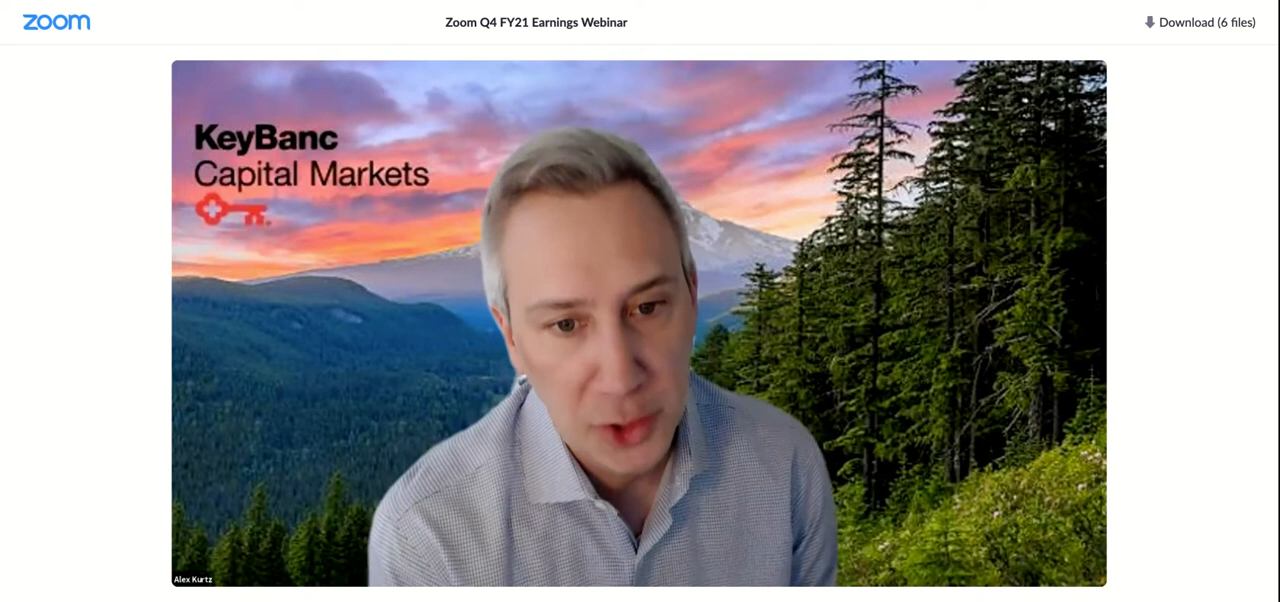 zoom
Zoom Q4 FY21 Earnings Webinar
Download (6 files)
KeyBanc
Capital Markets
Alex Kurtz